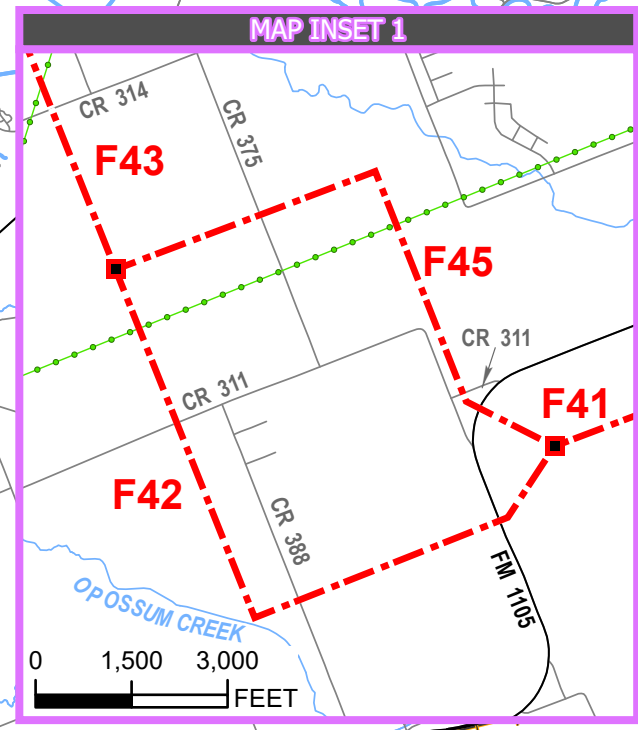 MAP INSET 1
CR 314
CR 375
F43
F45
CR 311
CR 311
F41
F42
CR 388
FM 1105
OPOSSUM CREEK
0 1,500 3,000
FEET